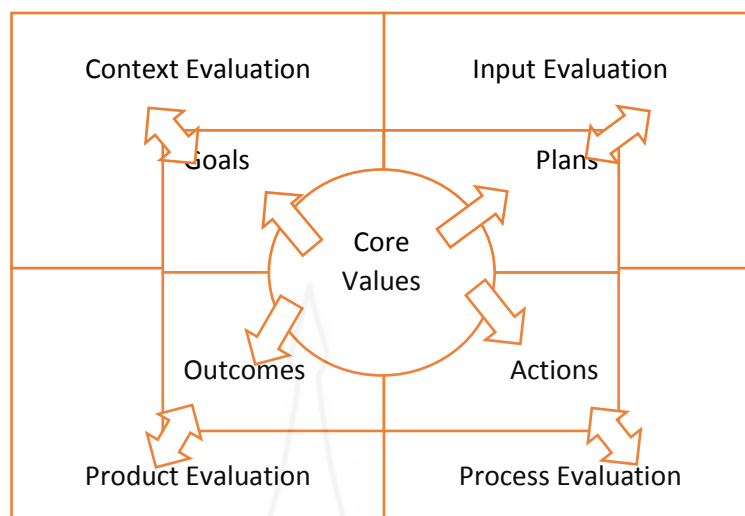 Context Evaluation
Input Evaluation
Goals
Plans
Core
Values
Outcomes
Actions
Product Evaluation
Process Evaluation